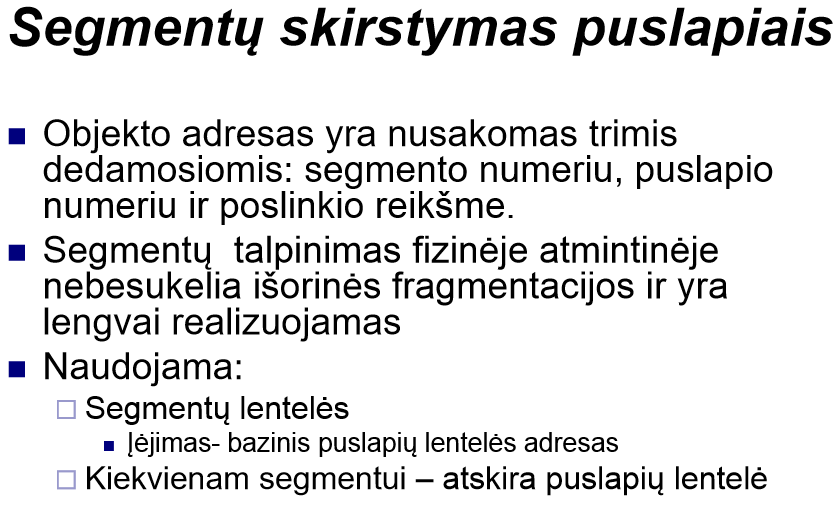 Segmentų skirstymas puslapiais
Objekto adresas yra nusakomas trimis
dedamosiomis: segmento numeriu, puslapio
numeriu ir poslinkio reikšme.
Segmentų  talpinimas fizinėje atmintinėje
nebesukelia išorinės fragmentacijos ir yra
lengvai realizuojamas
Naudojama:
Segmentų lentelės
Įėjimas- bazinis puslapių lentelės adresas
Kiekvienam segmentui – atskira puslapių lentelė